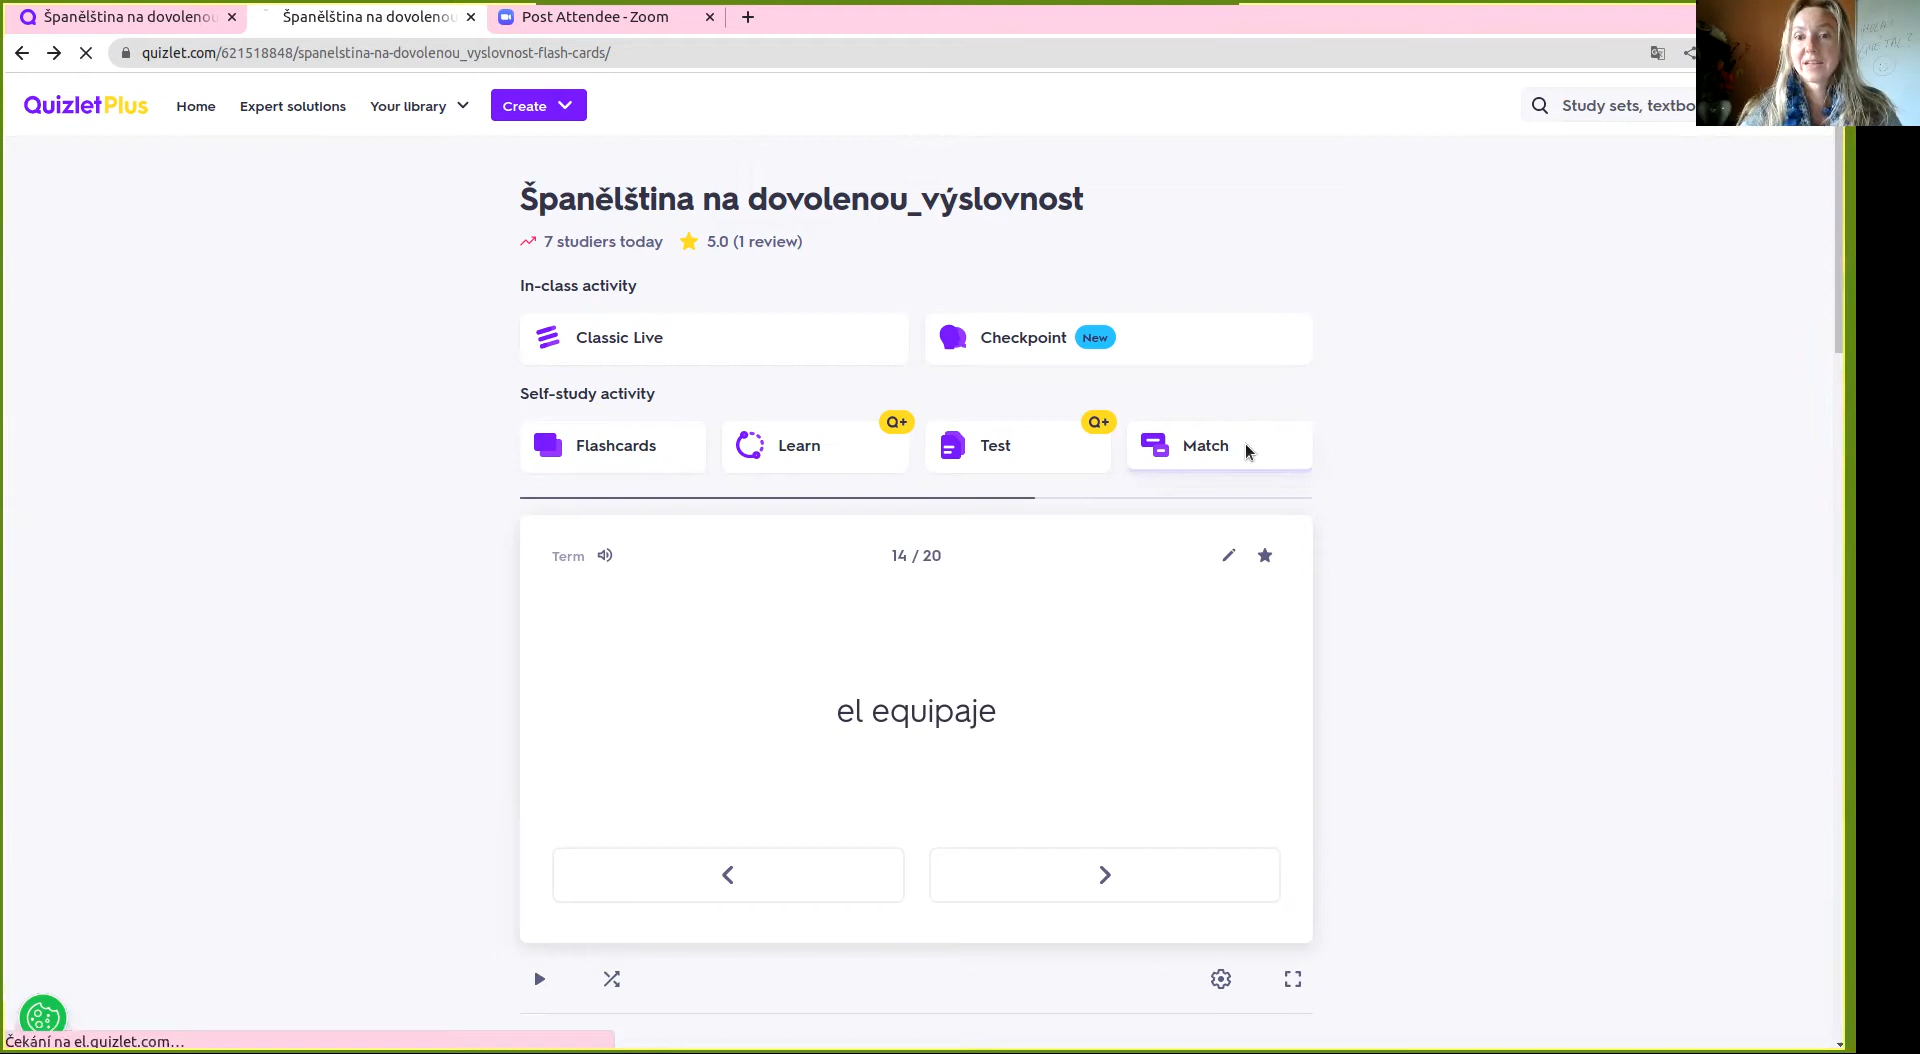 Španělština na dovolenou
Španělština na dovolenou
Post Attendee - Zoom
quizlet.com/621518848/spanelstina-na-dovolenou_vyslovnost-flash-cards/
QuizletPlus
Home
Expert solutions
Your library
Create
Study sets, textbo
Španělština na dovolenou_výslovnost
7 studiers today
5.0 (1 review)
In-class activity
Classic Live
Checkpoint
New
Self-study activity
Flashcards
Learn
Q+
Test
Q+
Match
Term
14 / 20
el equipaje
Čekání na el.quizlet.com...